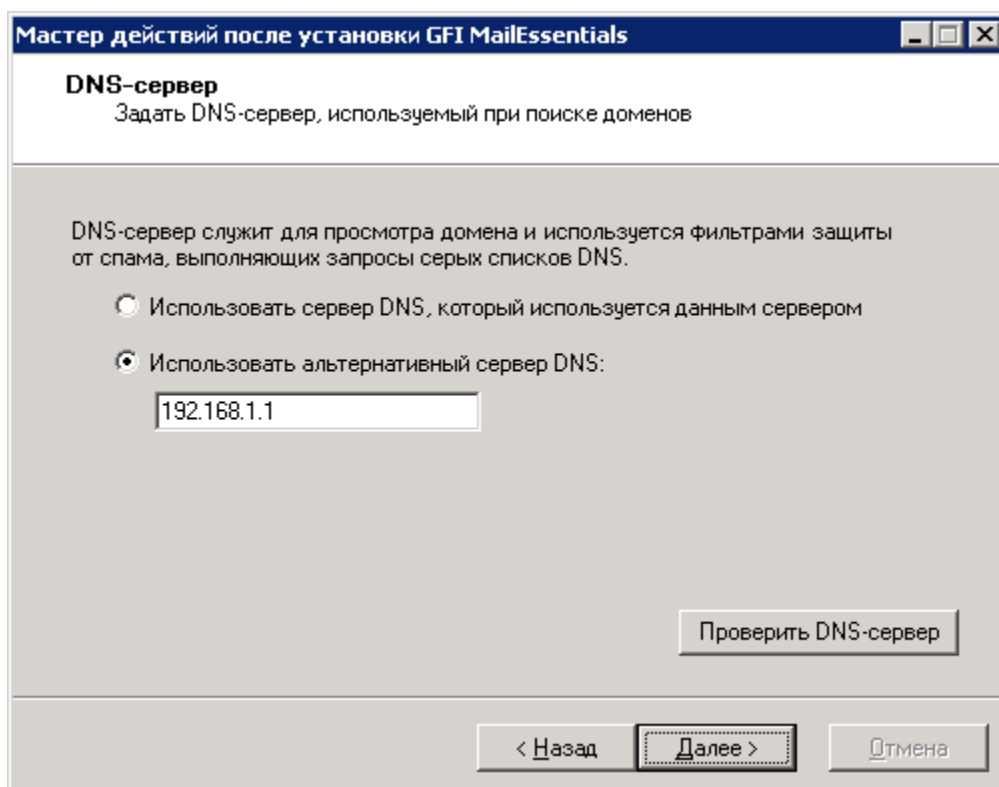 Мастер действий после установки GFI MailEssentials
DNS-сервер
Задать DNS-сервер, используемый при поиске доменов
DNS-сервер служит для просмотра домена и используется фильтрами защиты
от спама, выполняющих запросы серых списков DNS.
Использовать сервер DNS, который используется данным сервером
Использовать альтернативный сервер DNS:
192.168.1.1
Проверить DNS-сервер
< Назад
Далее >
Отмена